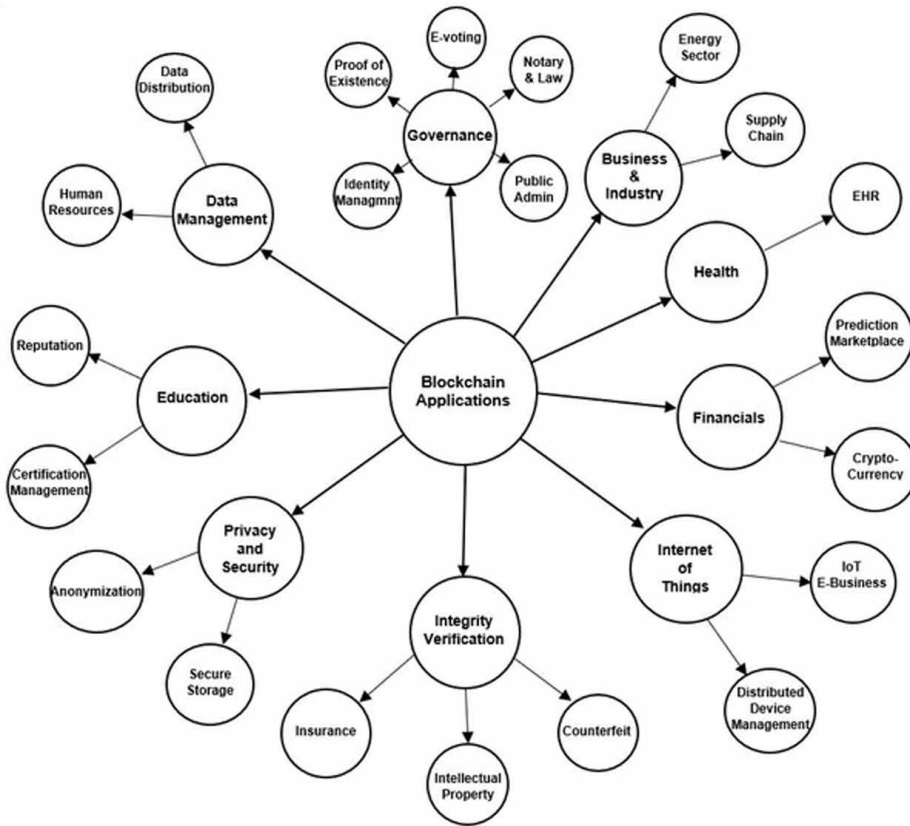 E-voting
Proof of
Existence
Notary
& Law
Governance
Identity
Managmnt
Public
Admin
Energy
Sector
Supply
Chain
Business
&
Industry
Data
Distribution
Human
Resources
Data
Management
EHR
Health
Prediction
Marketplace
Financials
Crypto-
Currency
Blockchain
Applications
Reputation
Education
Certification
Management
Privacy
and
Security
Anonymization
Secure
Storage
Integrity
Verification
Insurance
Intellectual
Property
Counterfeit
Internet
of
Things
IoT
E-Business
Distributed
Device
Management